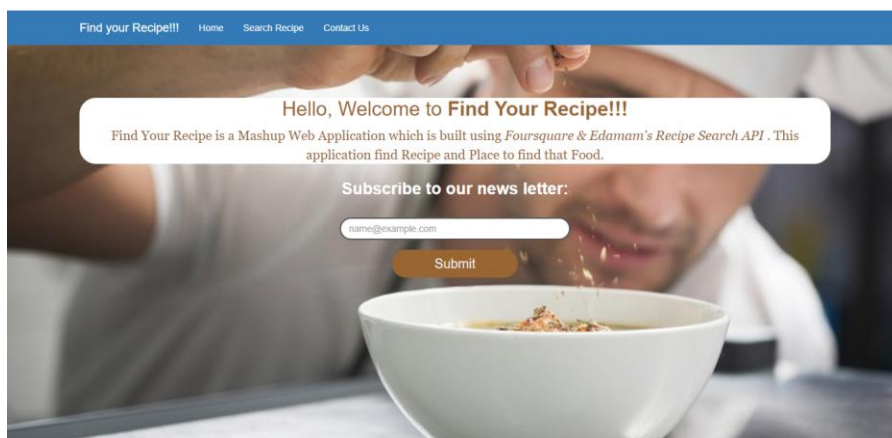 Find your Recipe!!! Home Search Recipe Contact Us
Hello, Welcome to Find Your Recipe!!!
Find Your Recipe is a Mashup Web Application which is built using Foursquare & Edamam's Recipe Search API . This
application find Recipe and Place to find that Food.
Subscribe to our news letter:
name@example.com
Submit